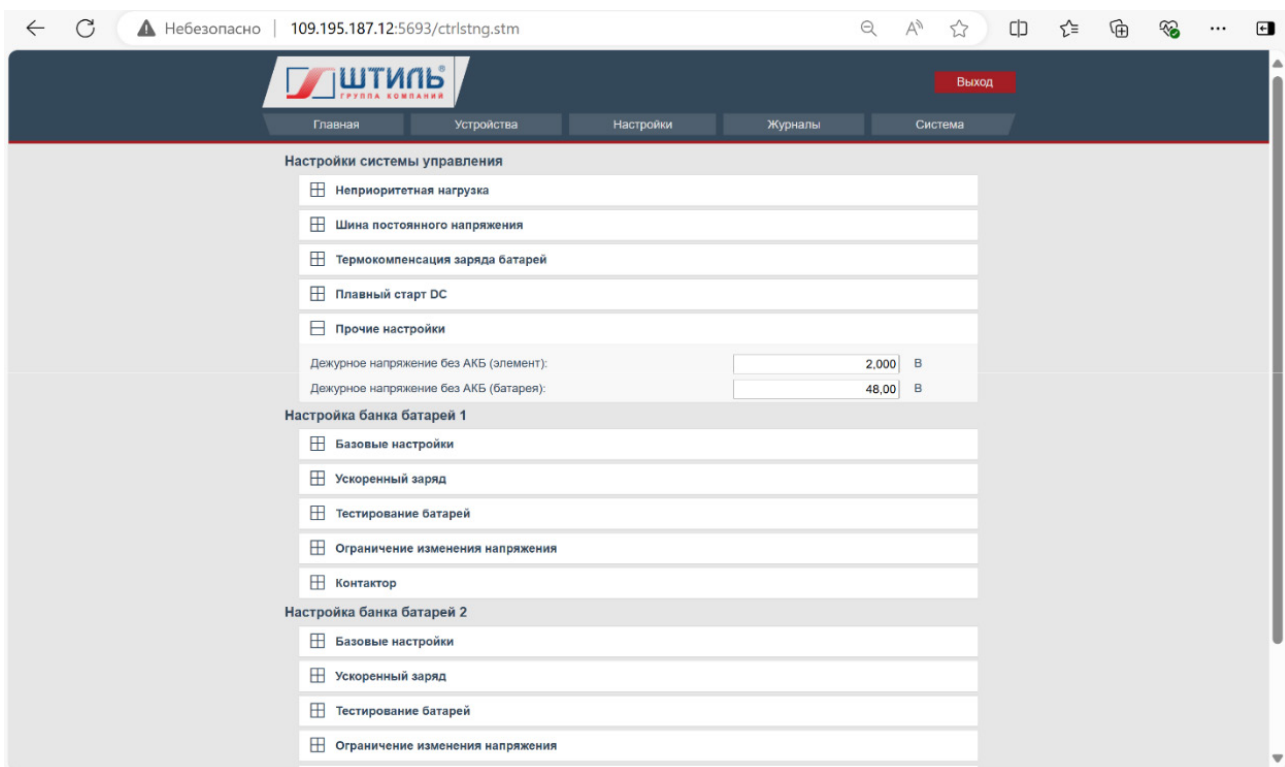 Небезопасно 109.195.187.12:5693/ctrlstng.stm
ШТИЛЬ®
ГРУППА КОМПАНИЙ
Выход
Главная Устройства Настройки Журналы Система
Настройки системы управления
Неприоритетная нагрузка
Шина постоянного напряжения
Термокомпенсация заряда батарей
Плавный старт DC
Прочие настройки
Дежурное напряжение без АКБ (элемент): 2,000 В
Дежурное напряжение без АКБ (батарея): 48,00 В
Настройка банка батарей 1
Базовые настройки
Ускоренный заряд
Тестирование батарей
Ограничение изменения напряжения
Контактор
Настройка банка батарей 2
Базовые настройки
Ускоренный заряд
Тестирование батарей
Ограничение изменения напряжения